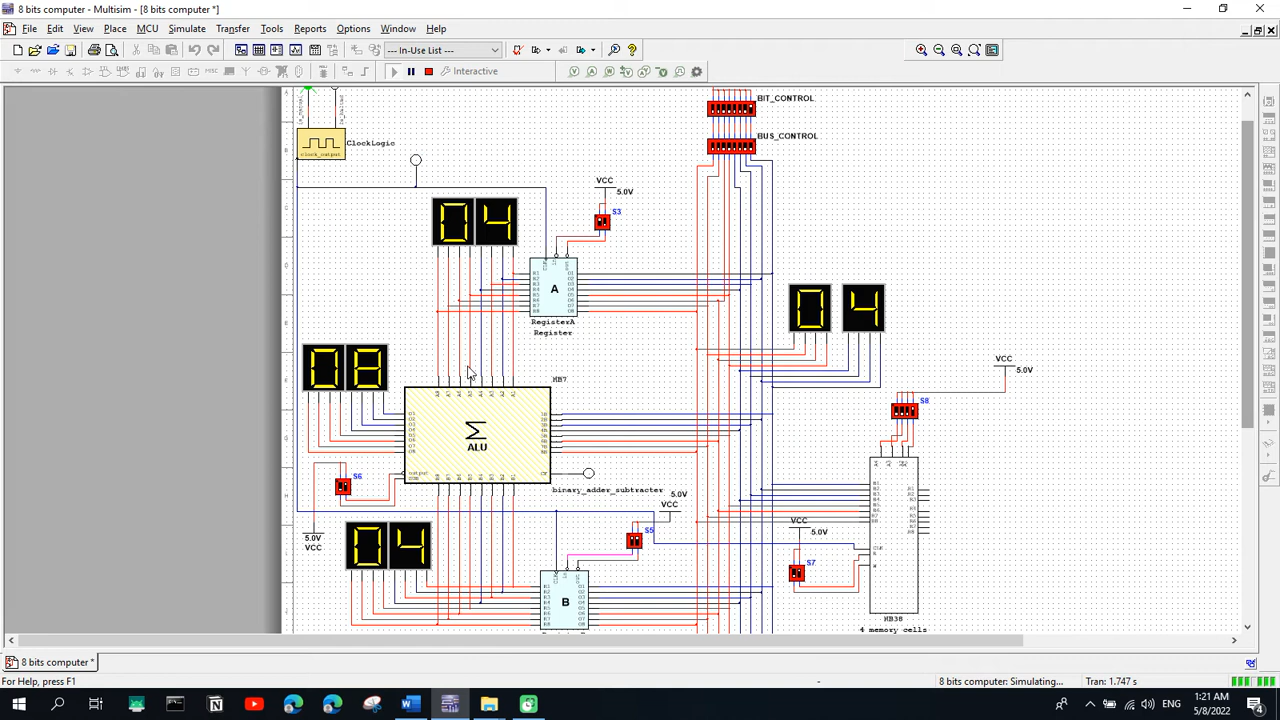 8 bits computer - Multisim - [8 bits computer *]
File Edit View Place MCU Simulate Transfer Tools Reports Options Window Help
--- In-Use List ---
Interactive
BIT_CONTROL
BUS_CONTROL
ClockLogic
clock_output
VCC
5.0V
S3
04
A
RegisterA
Register
04
VCC
5.0V
08
HB7
S8
Σ
ALU
output
S6
binary_adder_subtracter
5.0V
VCC
S5
VCC
5.0V
S7
5.0V
VCC
04
B
HB38
4 memory cells
8 bits computer *
For Help, press F1
-
8 bits computer: Simulating...
Tran: 1.747 s
ENG
1:21 AM
5/8/2022